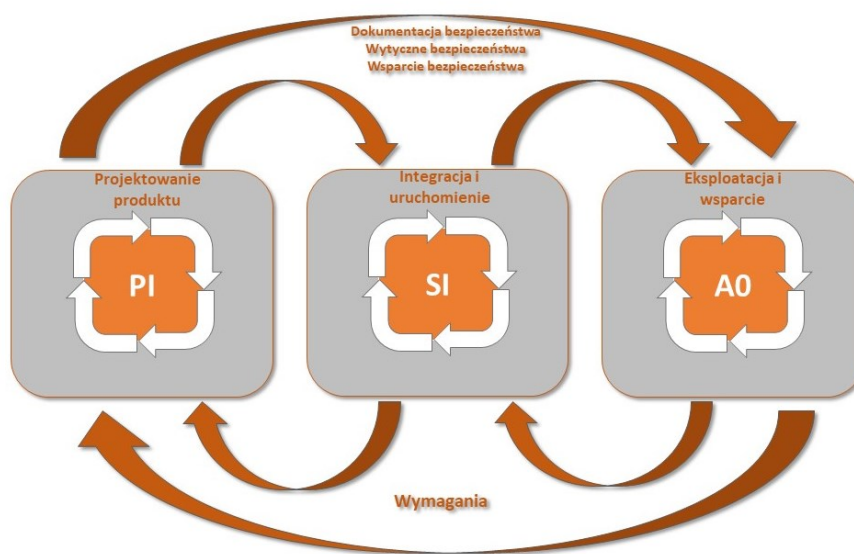 Dokumentacja bezpieczeństwa
Wytyczne bezpieczeństwa
Wsparcie bezpieczeństwa
Projektowanie
produktu
PI
Integracja i
uruchomienie
SI
Eksploatacja i
wsparcie
A0
Wymagania